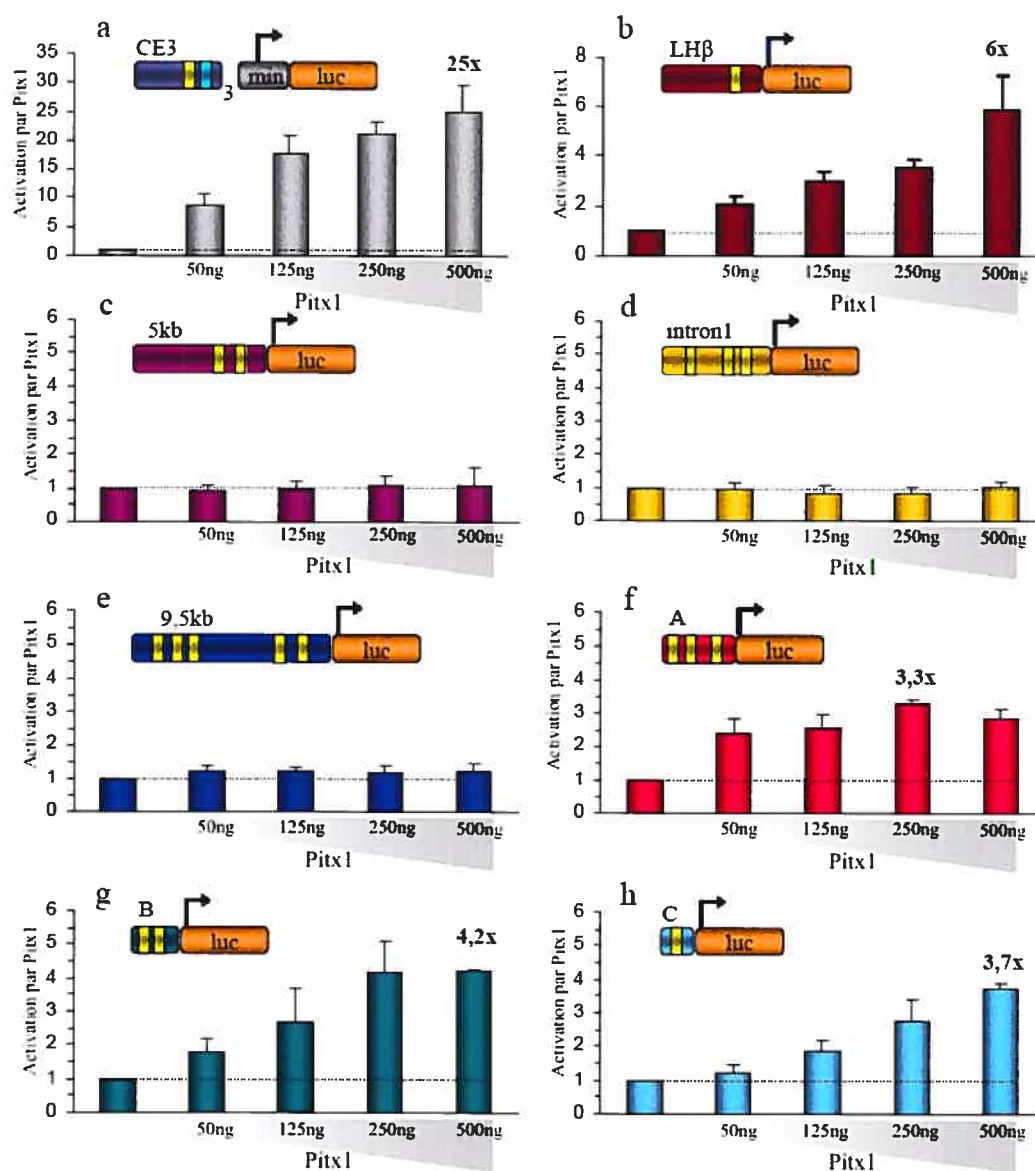 a
CE3
3
min
luc
25x
Activation par Pitx1
35
30
25
20
15
10
5
0
50ng 125ng 250ng 500ng
Pitx1
b
LHβ
luc
6x
Activation par Pitx1
8
6
4
2
0
50ng 125ng 250ng 500ng
Pitx1
c
5kb
luc
Activation par Pitx1
6
5
4
3
2
1
0
50ng 125ng 250ng 500ng
Pitx1
d
intron1
luc
Activation par Pitx1
6
5
4
3
2
1
0
50ng 125ng 250ng 500ng
Pitx1
e
9,5kb
luc
Activation par Pitx1
6
5
4
3
2
1
0
50ng 125ng 250ng 500ng
Pitx1
f
A
luc
3,3x
Activation par Pitx1
6
5
4
3
2
1
0
50ng 125ng 250ng 500ng
Pitx1
g
B
luc
4,2x
Activation par Pitx1
6
5
4
3
2
1
0
50ng 125ng 250ng 500ng
Pitx1
h
C
luc
3,7x
Activation par Pitx1
6
5
4
3
2
1
0
50ng 125ng 250ng 500ng
Pitx1